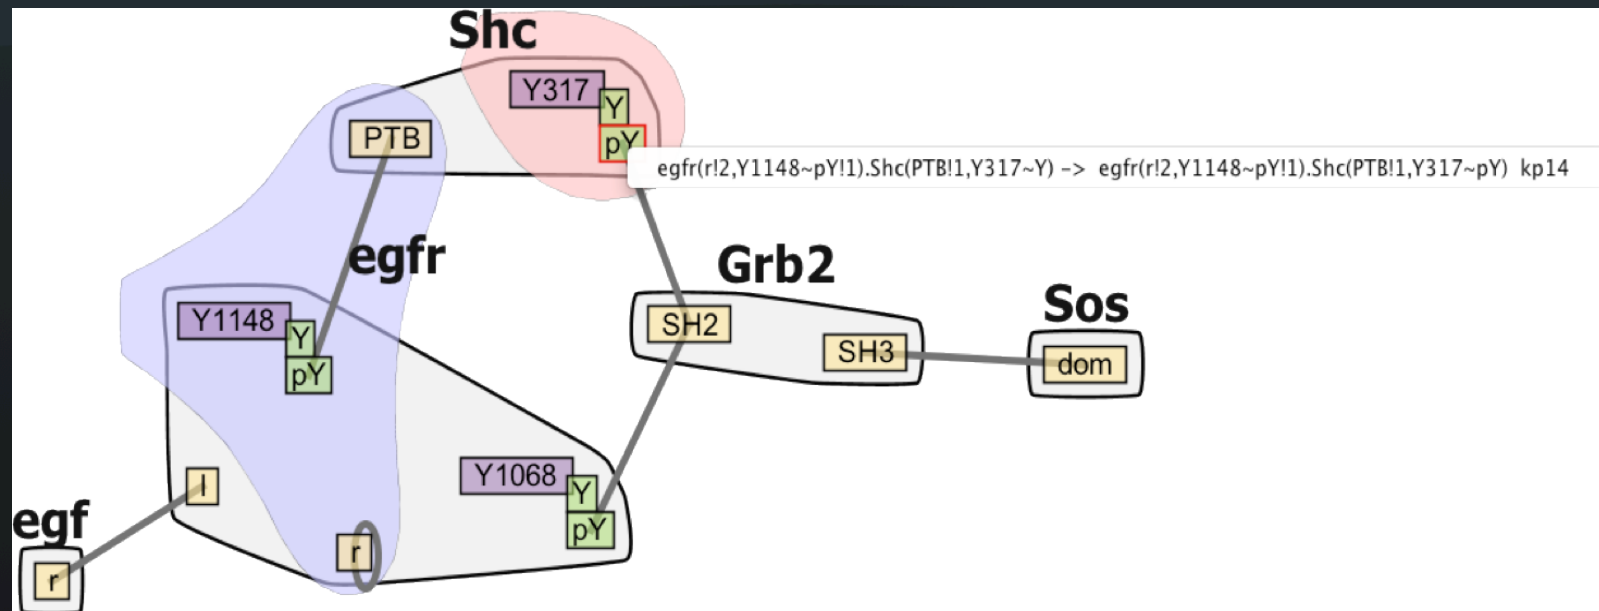 Shc
Y317
Y
pY
PTB
egfr(r!2,Y1148~pY!1).Shc(PTB!1,Y317~Y) -> egfr(r!2,Y1148~pY!1).Shc(PTB!1,Y317~pY) kp14
egfr
Grb2
Sos
Y1148
Y
pY
SH2
SH3
dom
l
Y1068
Y
pY
egf
r
r